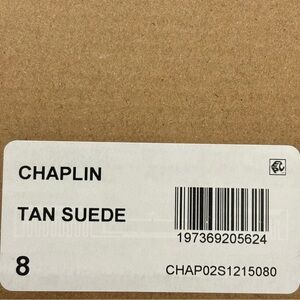 CHAPLIN
TAN SUEDE
197369205624
8
CHAP02S1215080